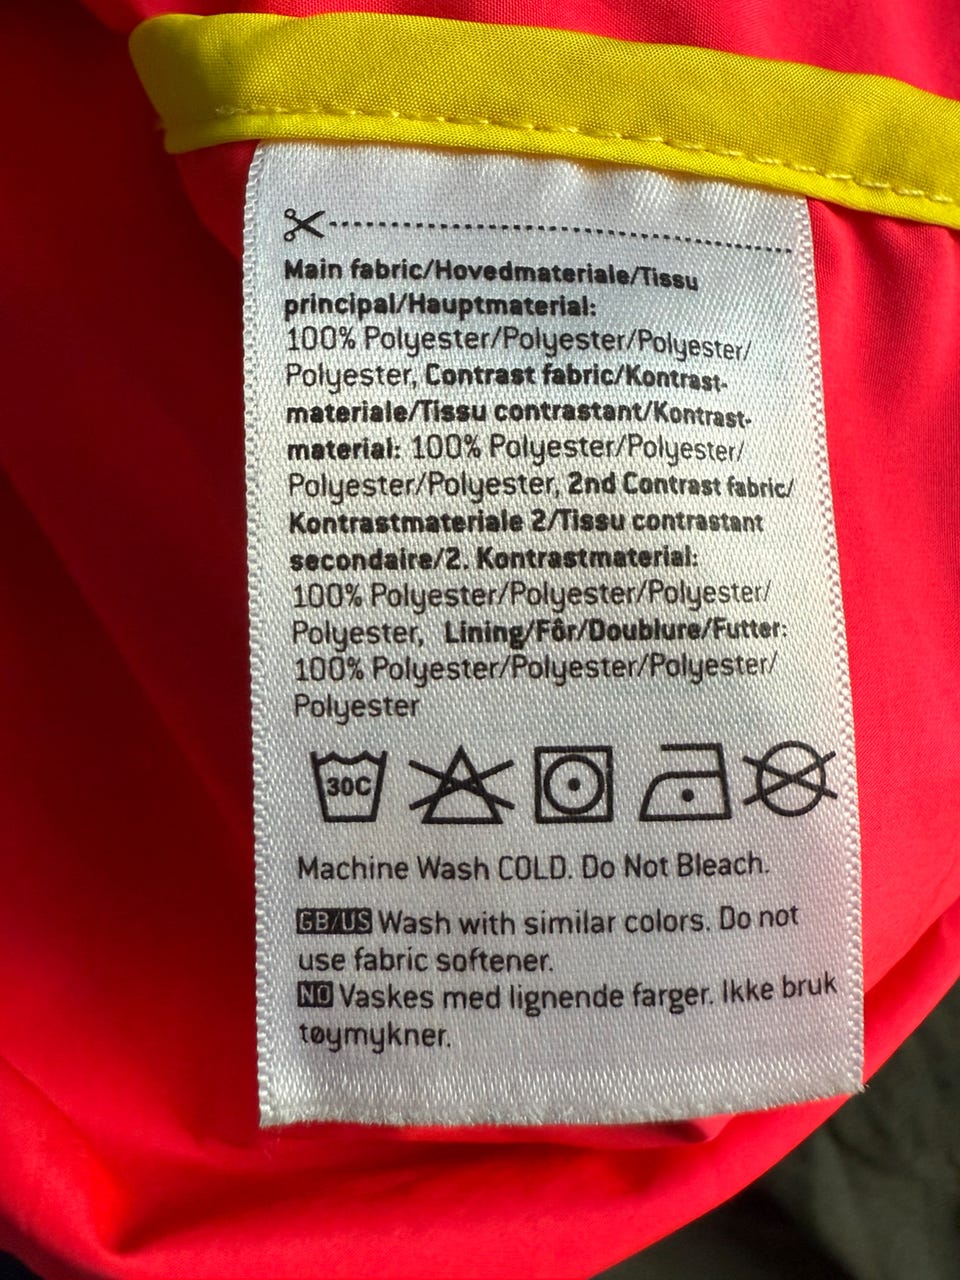 Main fabric/Hovedmateriale/Tissu
principal/Hauptmaterial:
100% Polyester/Polyester/Polyester/
Polyester, Contrast fabric/Kontrast-
materiale/Tissu contrastant/Kontrast-
material: 100% Polyester/Polyester/
Polyester/Polyester, 2nd Contrast fabric/
Kontrastmateriale 2/Tissu contrastant
secondaire/2. Kontrastmaterial:
100% Polyester/Polyester/Polyester/
Polyester, Lining/Fôr/Doublure/Futter:
100% Polyester/Polyester/Polyester/
Polyester
30C
Machine Wash COLD. Do Not Bleach.
GB/US Wash with similar colors. Do not
use fabric softener.
NO Vaskes med lignende farger. Ikke bruk
tøymykner.